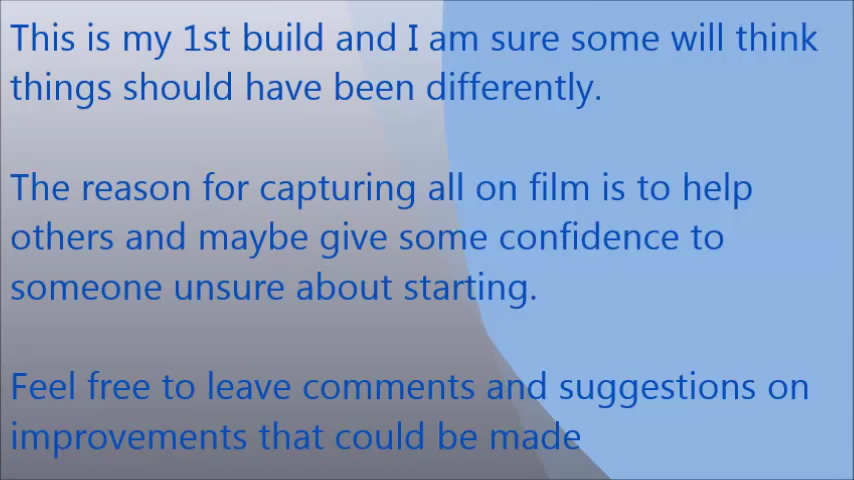 This is my 1st build and I am sure some will think
things should have been differently.
The reason for capturing all on film is to help
others and maybe give some confidence to
someone unsure about starting.
Feel free to leave comments and suggestions on
improvements that could be made